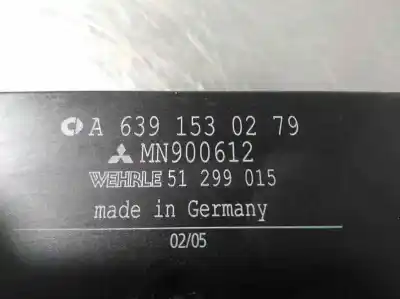 A 639 153 02 79
MN900612
WEHRLE 51 299 015
made in Germany
02/05